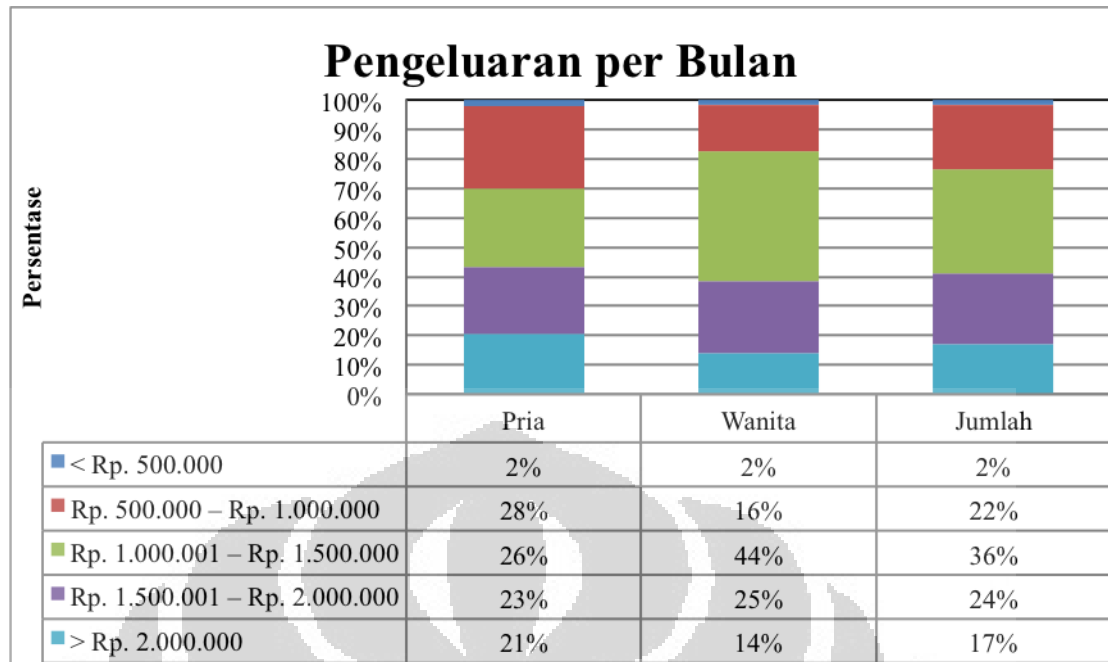 Pengeluaran per Bulan
Persentase
100%
90%
80%
70%
60%
50%
40%
30%
20%
10%
0%
Pria Wanita Jumlah
< Rp. 500.000 2% 2% 2%
Rp. 500.000 – Rp. 1.000.000 28% 16% 22%
Rp. 1.000.001 – Rp. 1.500.000 26% 44% 36%
Rp. 1.500.001 – Rp. 2.000.000 23% 25% 24%
> Rp. 2.000.000 21% 14% 17%